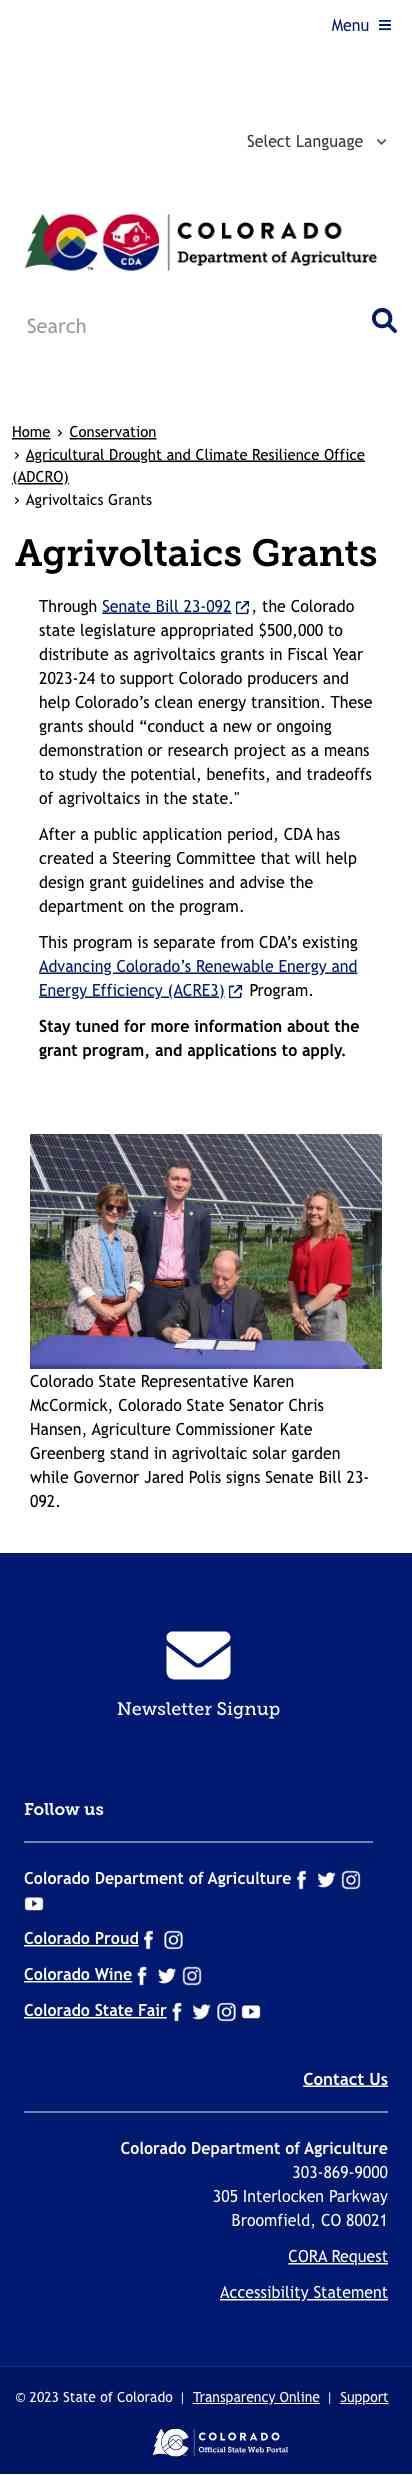 Menu
Select Language
COLORADO
Department of Agriculture
CDA
TM
Search
Home › Conservation
› Agricultural Drought and Climate Resilience Office
(ADCRO)
› Agrivoltaics Grants
Agrivoltaics Grants
Through Senate Bill 23-092, the Colorado
state legislature appropriated $500,000 to
distribute as agrivoltaics grants in Fiscal Year
2023-24 to support Colorado producers and
help Colorado’s clean energy transition. These
grants should “conduct a new or ongoing
demonstration or research project as a means
to study the potential, benefits, and tradeoffs
of agrivoltaics in the state."
After a public application period, CDA has
created a Steering Committee that will help
design grant guidelines and advise the
department on the program.
This program is separate from CDA’s existing
Advancing Colorado’s Renewable Energy and
Energy Efficiency (ACRE3) Program.
Stay tuned for more information about the
grant program, and applications to apply.
Colorado State Representative Karen
McCormick, Colorado State Senator Chris
Hansen, Agriculture Commissioner Kate
Greenberg stand in agrivoltaic solar garden
while Governor Jared Polis signs Senate Bill 23-
092.
Newsletter Signup
Follow us
Colorado Department of Agriculture
Colorado Proud
Colorado Wine
Colorado State Fair
Contact Us
Colorado Department of Agriculture
303-869-9000
305 Interlocken Parkway
Broomfield, CO 80021
CORA Request
Accessibility Statement
© 2023 State of Colorado | Transparency Online | Support
COLORADO
Official State Web Portal